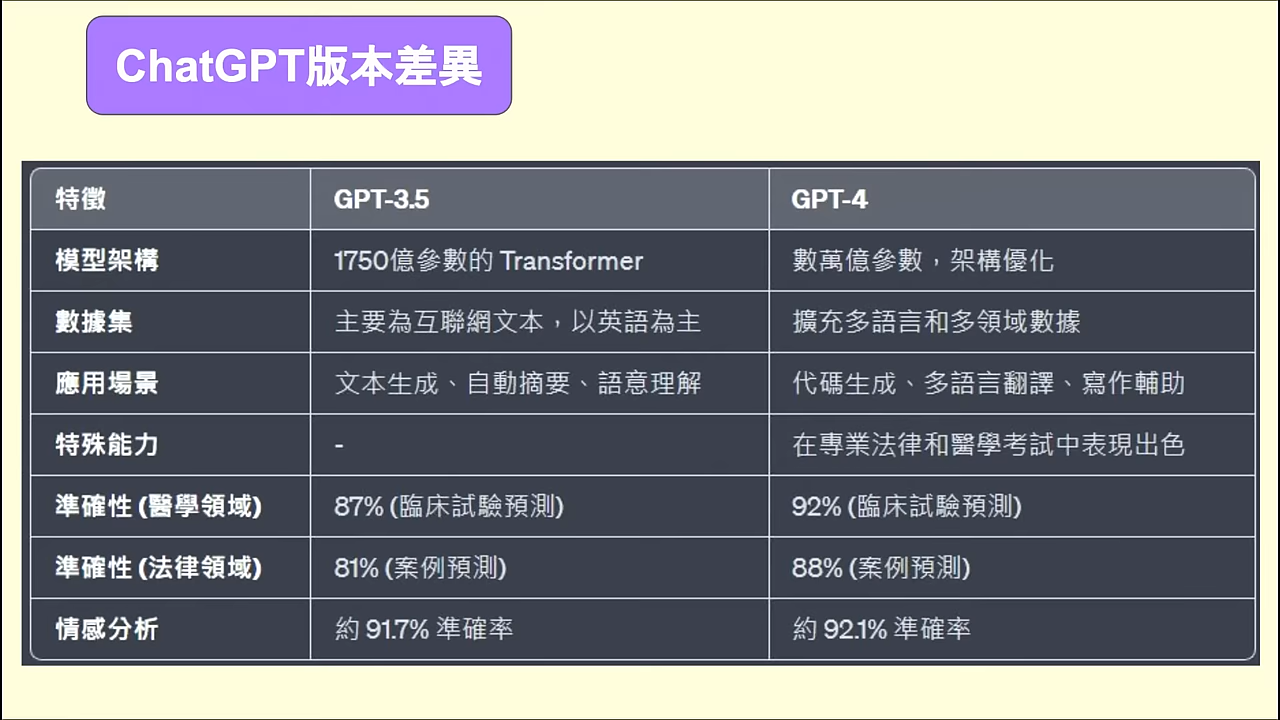 ChatGPT版本差異
特徵 GPT-3.5 GPT-4
模型架構 1750億參數的 Transformer 數萬億參數，架構優化
數據集 主要為互聯網文本，以英語為主 擴充多語言和多領域數據
應用場景 文本生成、自動摘要、語意理解 代碼生成、多語言翻譯、寫作輔助
特殊能力 - 在專業法律和醫學考試中表現出色
準確性 (醫學領域) 87% (臨床試驗預測) 92% (臨床試驗預測)
準確性 (法律領域) 81% (案例預測) 88% (案例預測)
情感分析 約 91.7% 準確率 約 92.1% 準確率